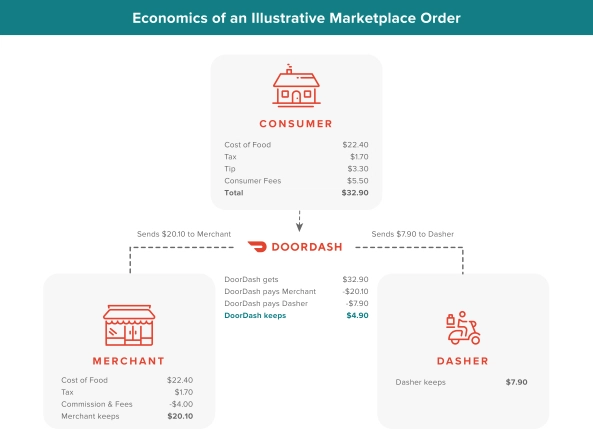 Economics of an Illustrative Marketplace Order
CONSUMER
Cost of Food $22.40
Tax $1.70
Tip $3.30
Consumer Fees $5.50
Total $32.90
Sends $20.10 to Merchant
Sends $7.90 to Dasher
DOORDASH
DoorDash gets $32.90
DoorDash pays Merchant -$20.10
DoorDash pays Dasher -$7.90
DoorDash keeps $4.90
MERCHANT
Cost of Food $22.40
Tax $1.70
Commission & Fees -$4.00
Merchant keeps $20.10
DASHER
Dasher keeps $7.90